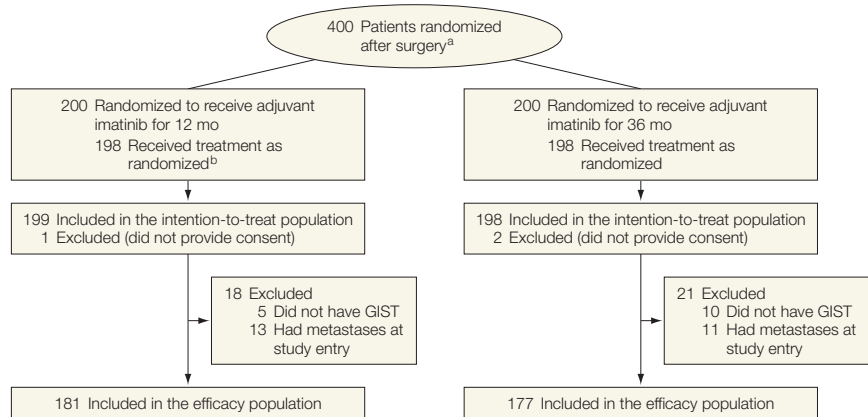 400 Patients randomized
after surgeryᵃ
200 Randomized to receive adjuvant
imatinib for 12 mo
198 Received treatment as
randomizedᵇ
200 Randomized to receive adjuvant
imatinib for 36 mo
198 Received treatment as
randomized
199 Included in the intention-to-treat population
1 Excluded (did not provide consent)
198 Included in the intention-to-treat population
2 Excluded (did not provide consent)
18 Excluded
5 Did not have GIST
13 Had metastases at
study entry
21 Excluded
10 Did not have GIST
11 Had metastases at
study entry
181 Included in the efficacy population
177 Included in the efficacy population